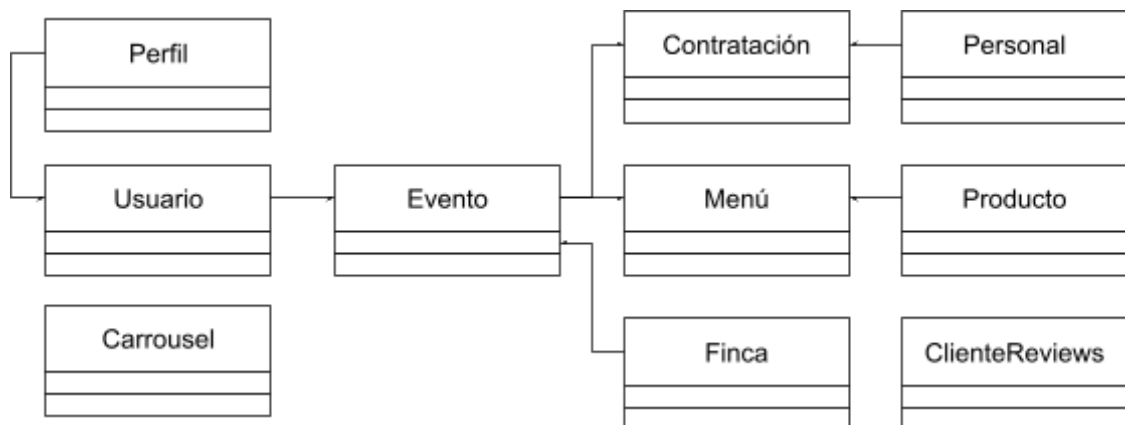 Perfil
Contratación
Personal
Usuario
Evento
Menú
Producto
Carrousel
Finca
ClienteReviews